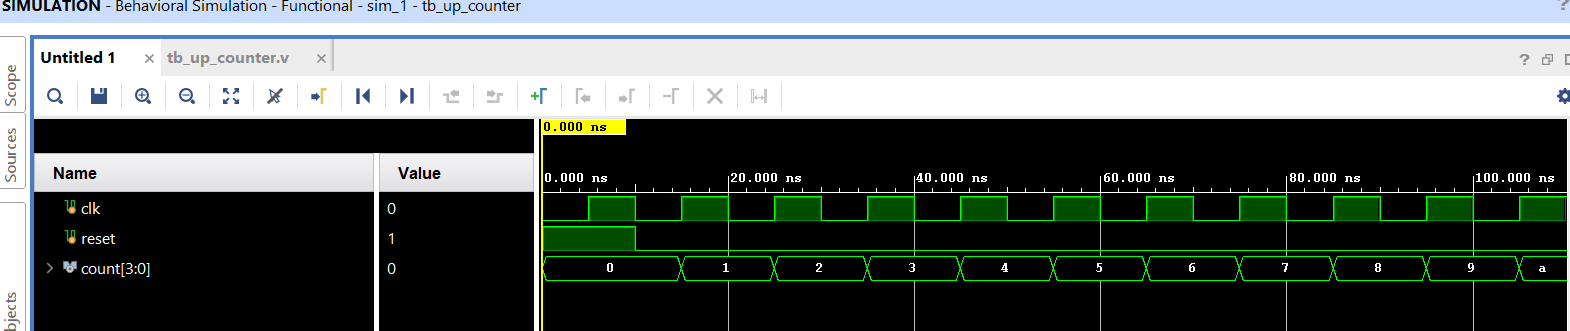 SIMULATION - Behavioral Simulation - Functional - sim_1 - tb_up_counter
?
Scope
Sources
Untitled 1 × tb_up_counter.v ×
?
Name Value
0.000 ns
0.000 ns 20.000 ns 40.000 ns 60.000 ns 80.000 ns 100.000 ns
clk 0
reset 1
count[3:0] 0
0 1 2 3 4 5 6 7 8 9 a